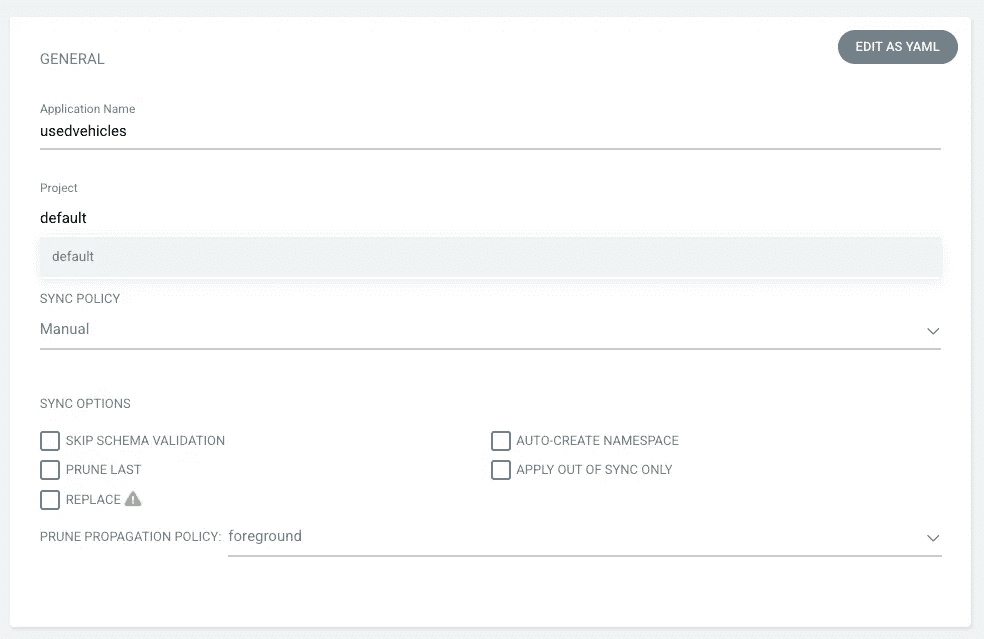 GENERAL
EDIT AS YAML
Application Name
usedvehicles
Project
default
default
SYNC POLICY
Manual
SYNC OPTIONS
SKIP SCHEMA VALIDATION
AUTO-CREATE NAMESPACE
PRUNE LAST
APPLY OUT OF SYNC ONLY
REPLACE
PRUNE PROPAGATION POLICY: foreground